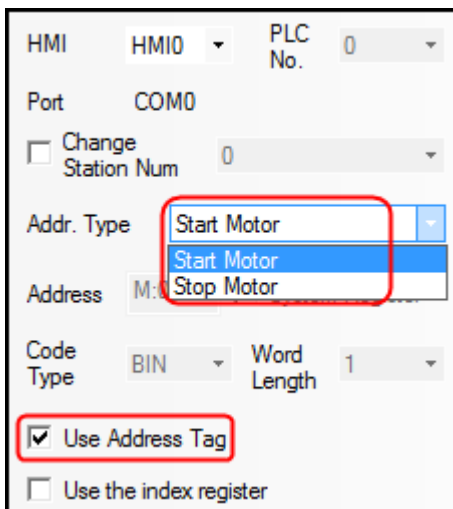 HMI HMI0 PLC No. 0
Port COM0
Change Station Num 0
Addr. Type Start Motor
Start Motor
Stop Motor
Address M:
Code Type BIN Word Length 1
Use Address Tag
Use the index register